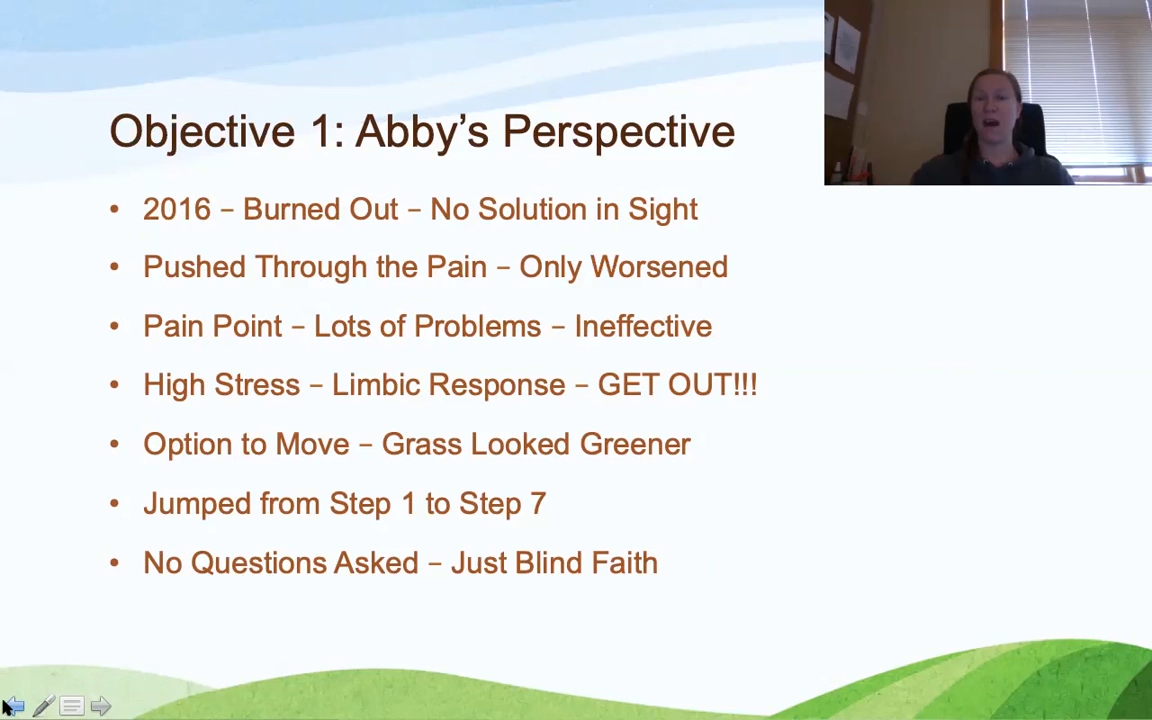 Objective 1: Abby's Perspective
• 2016 – Burned Out – No Solution in Sight
• Pushed Through the Pain – Only Worsened
• Pain Point – Lots of Problems – Ineffective
• High Stress – Limbic Response – GET OUT!!!
• Option to Move – Grass Looked Greener
• Jumped from Step 1 to Step 7
• No Questions Asked – Just Blind Faith